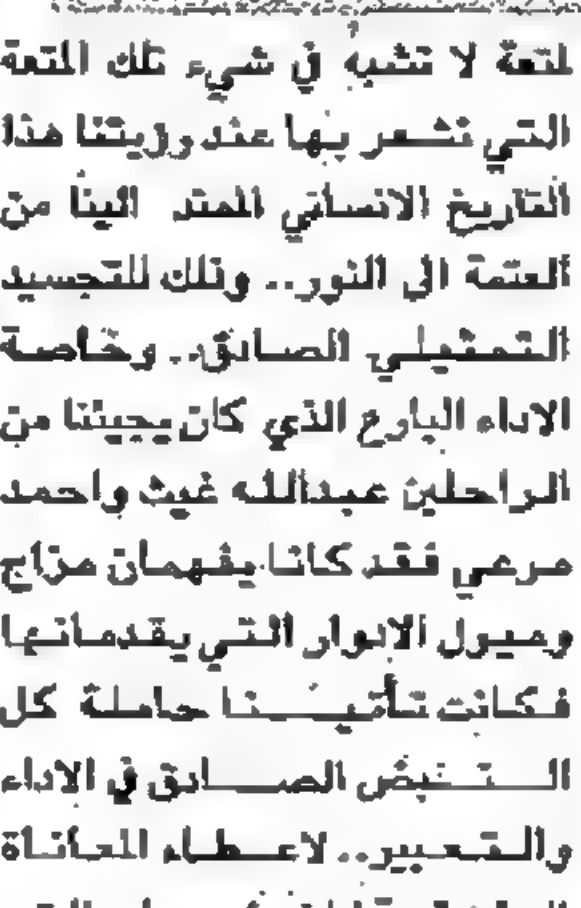 لمتعة لا تشبه في شيء تلك المتعة
التي نشعر بها عند رؤيتنا هذا
التاريخ الانساني الممتد الينا من
العتمة الى النور.. وتلك للتجسيد
التمثيلي الصادق.. وخاصة
الاداء البارع الذي كان يجيئنا من
الراحلين عبدالله غيث واحمد
مرعي فقد كانا يفهمان مزاج
وميول الادوار التي يقدمانها
فكانت تأتينا حاملة كل
النبض الصادق في الاداء
والتعبير.. لاعطاء المعاناة